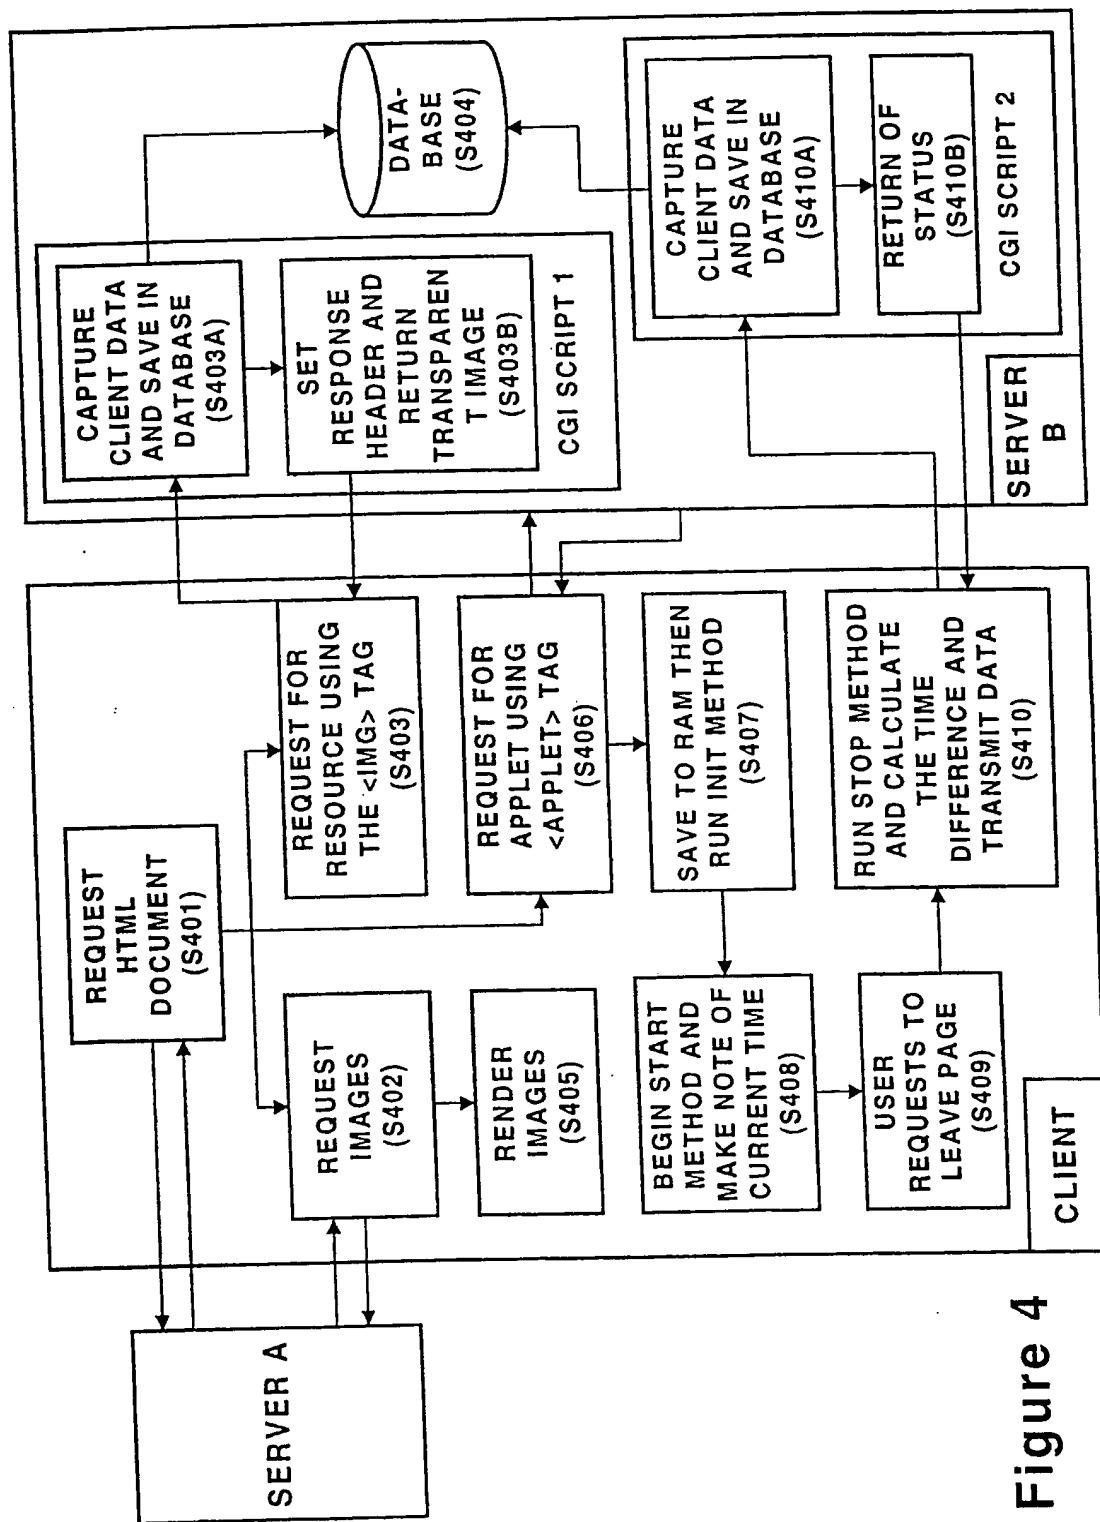 SERVER A
REQUEST
HTML
DOCUMENT
(S401)
REQUEST
IMAGES
(S402)
RENDER
IMAGES
(S405)
REQUEST FOR
RESOURCE USING
THE <IMG> TAG
(S403)
REQUEST FOR
APPLET USING
<APPLET> TAG
(S406)
SAVE TO RAM THEN
RUN INIT METHOD
(S407)
BEGIN START
METHOD AND
MAKE NOTE OF
CURRENT TIME
(S408)
USER
REQUESTS TO
LEAVE PAGE
(S409)
RUN STOP METHOD
AND CALCULATE
THE TIME
DIFFERENCE AND
TRANSMIT DATA
(S410)
CLIENT
CAPTURE
CLIENT DATA
AND SAVE IN
DATABASE
(S403A)
SET
RESPONSE
HEADER AND
RETURN
TRANSPAREN
T IMAGE
(S403B)
CGI SCRIPT 1
DATA-
BASE
(S404)
CAPTURE
CLIENT DATA
AND SAVE IN
DATABASE
(S410A)
RETURN OF
STATUS
(S410B)
CGI SCRIPT 2
SERVER
B
Figure 4